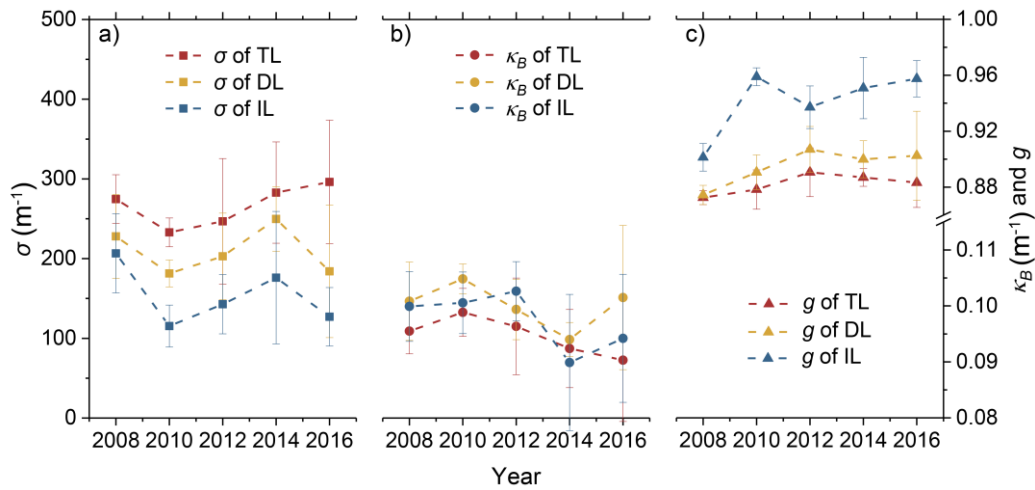 500
400
300
200
100
0
σ (m⁻¹)
a)
σ of TL
σ of DL
σ of IL
2008 2010 2012 2014 2016
b)
κB of TL
κB of DL
κB of IL
2008 2010 2012 2014 2016
c)
g of TL
g of DL
g of IL
2008 2010 2012 2014 2016
1.00
0.96
0.92
0.88
0.11
0.10
0.09
0.08
κB (m⁻¹) and g
Year